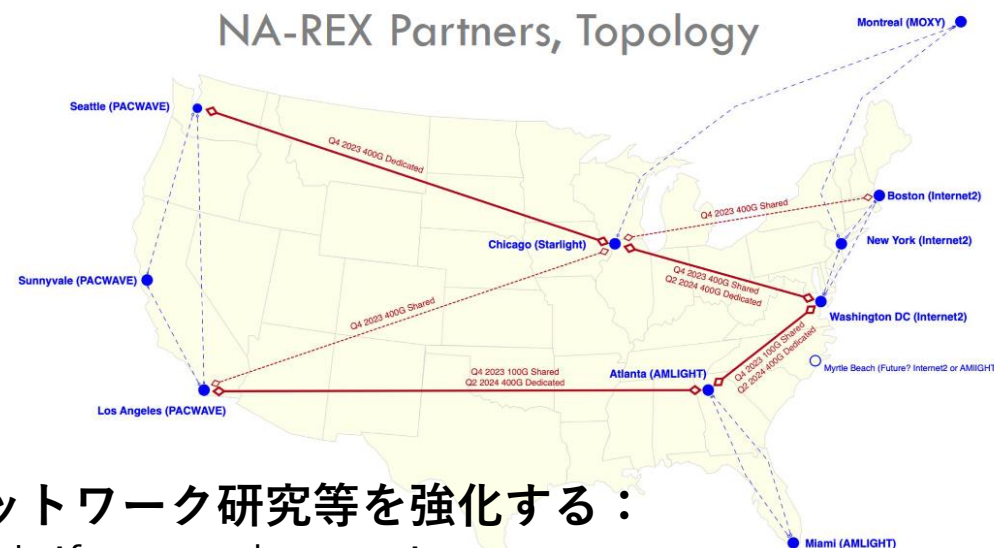 NA-REX Partners, Topology
Montreal (MOXY)
Seattle (PACWAVE)
Q4 2023 400G Dedicated
Boston (Internet2)
Q4 2023 400G Shared
Chicago (Starlight)
New York (Internet2)
Q4 2023 400G Shared
Q2 2024 400G Dedicated
Sunnyvale (PACWAVE)
Q4 2023 400G Shared
Washington DC (Internet2)
Q4 2023 100G Shared
Q2 2024 400G Dedicated
Myrtle Beach (Future? Internet2 or AMlIGHT
Q4 2023 100G Shared
Q2 2024 400G Dedicated
Atlanta (AMLIGHT)
Los Angeles (PACWAVE)
ットワーク研究等を強化する：
Miami (AMLIGHT)